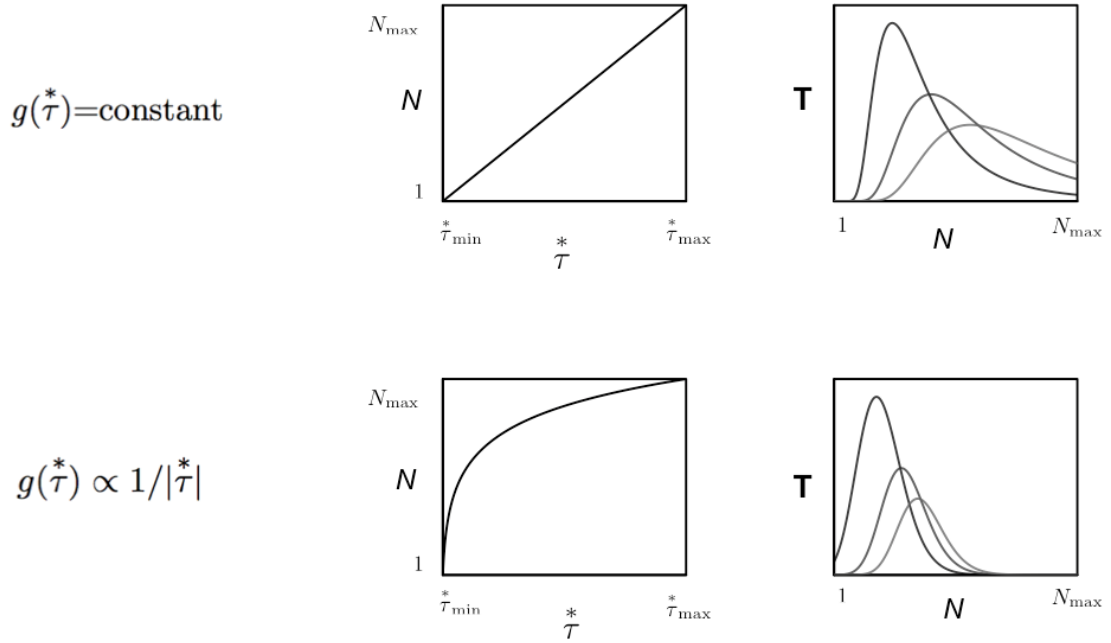 g(τ*)=constant
N_max
N
1
τ*_min
τ*_max
τ*
T
1
N
N_max
g(τ*) ∝ 1/|τ*|
N_max
N
1
τ*_min
τ*_max
τ*
T
1
N
N_max